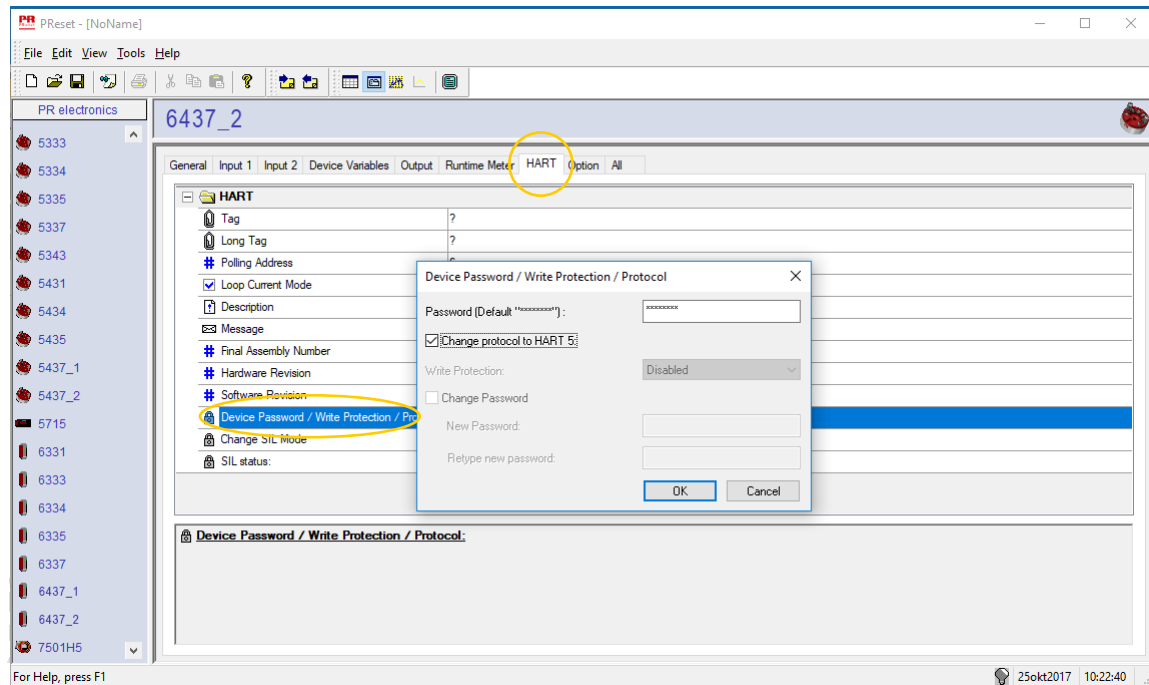 PR PReset - [NoName]
File Edit View Tools Help
PR electronics
5333
5334
5335
5337
5343
5431
5434
5435
5437_1
5437_2
5715
6331
6333
6334
6335
6337
6437_1
6437_2
7501H5
6437_2
General Input 1 Input 2 Device Variables Output Runtime Meter HART Option All
HART
Tag ?
Long Tag ?
Polling Address
Loop Current Mode
Description
Message
Final Assembly Number
Hardware Revision
Software Revision
Device Password / Write Protection / Pro
Change SIL Mode
SIL status:
Device Password / Write Protection / Protocol
Password (Default "********") : ********
Change protocol to HART 5
Write Protection: Disabled
Change Password
New Password:
Retype new password:
OK Cancel
Device Password / Write Protection / Protocol:
For Help, press F1 25okt2017 10:22:40